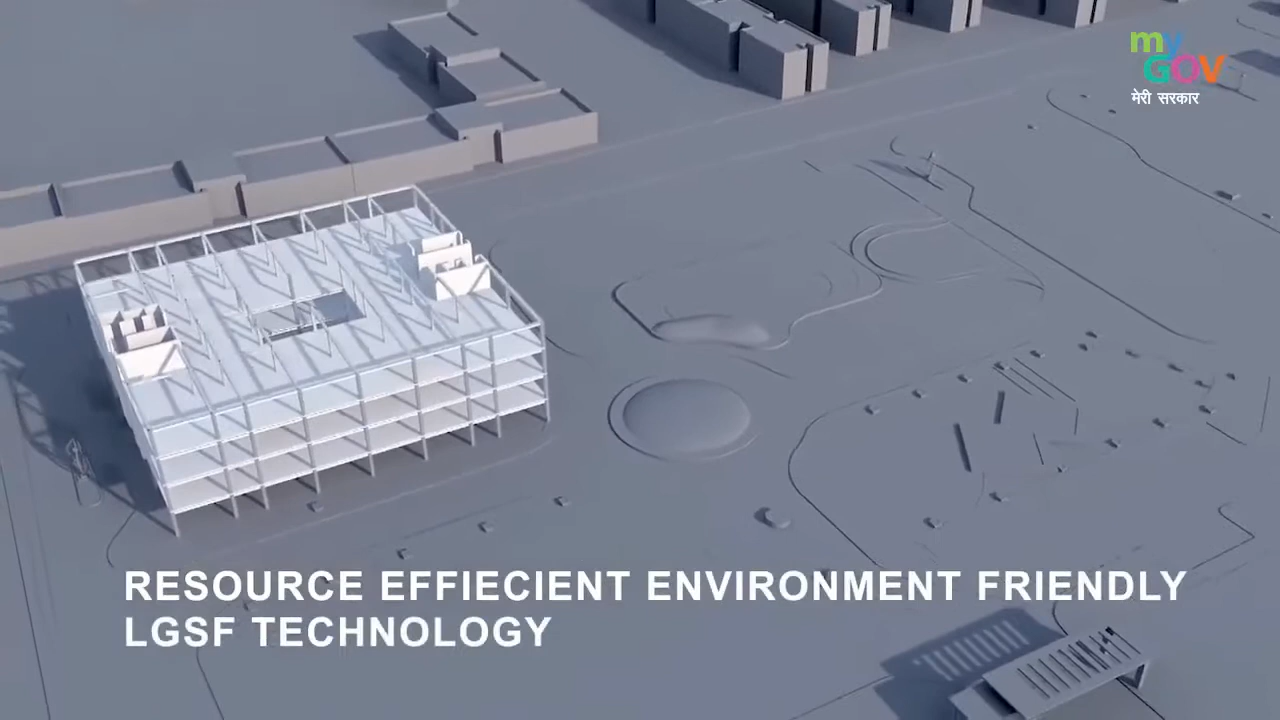 my
GOV
मेरी सरकार
RESOURCE EFFIECIENT ENVIRONMENT FRIENDLY
LGSF TECHNOLOGY